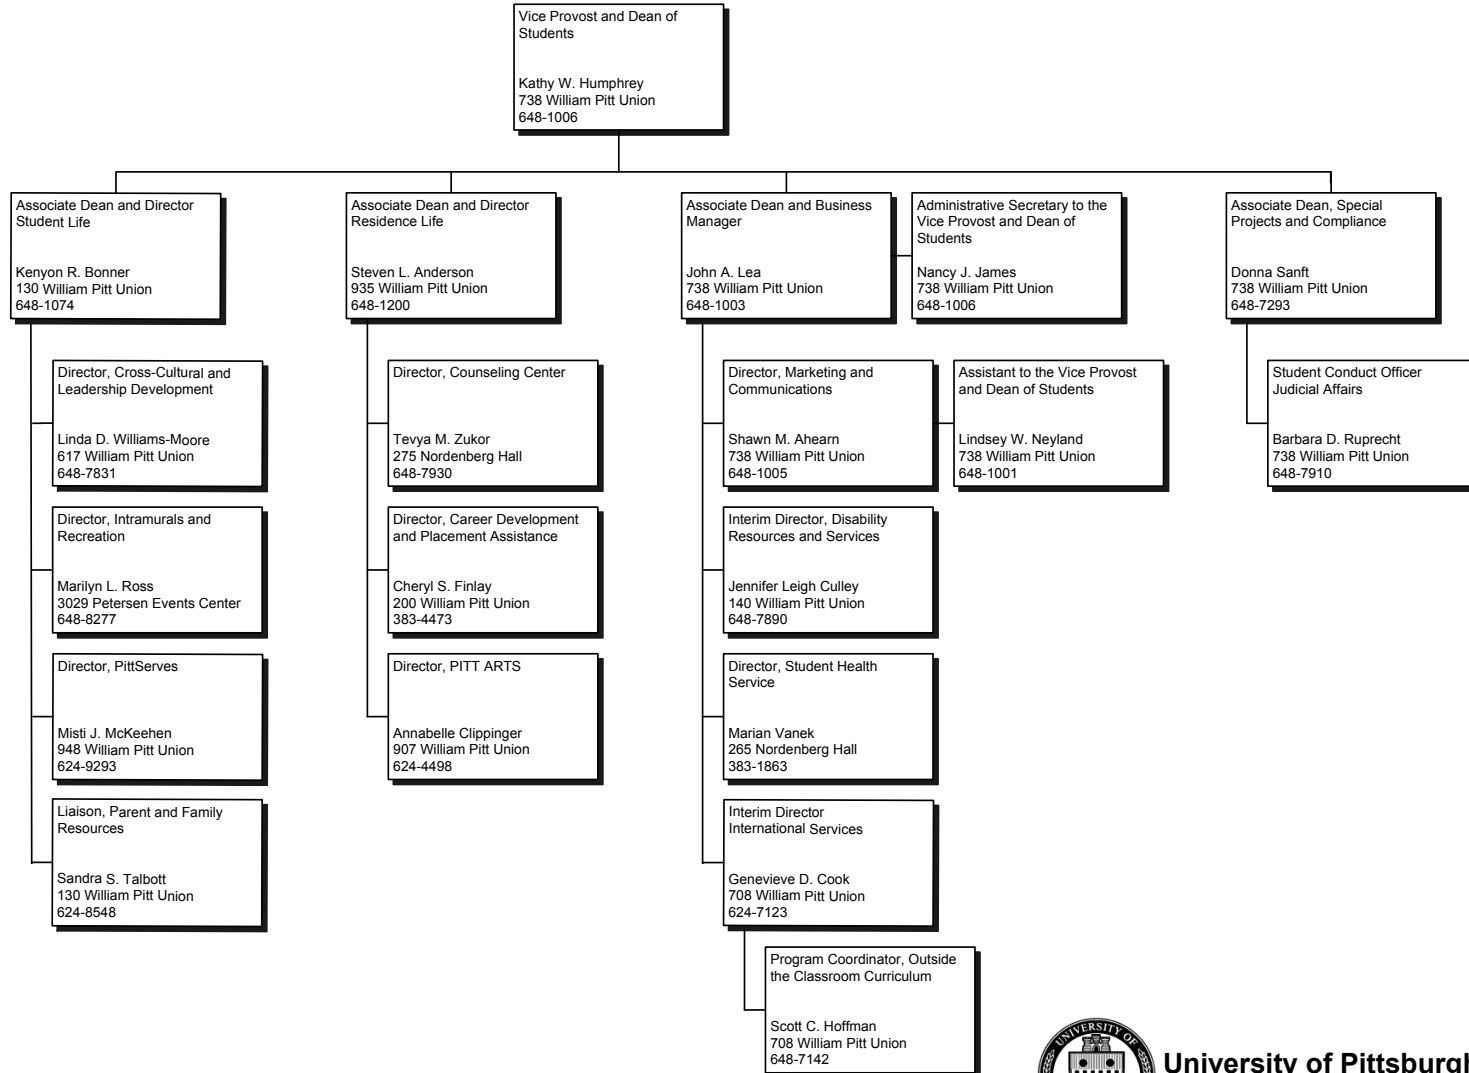 Vice Provost and Dean of
Students
Kathy W. Humphrey
738 William Pitt Union
648-1006
Associate Dean and Director
Student Life
Kenyon R. Bonner
130 William Pitt Union
648-1074
Associate Dean and Director
Residence Life
Steven L. Anderson
935 William Pitt Union
648-1200
Associate Dean and Business
Manager
John A. Lea
738 William Pitt Union
648-1003
Administrative Secretary to the
Vice Provost and Dean of
Students
Nancy J. James
738 William Pitt Union
648-1006
Associate Dean, Special
Projects and Compliance
Donna Sanft
738 William Pitt Union
648-7293
Director, Cross-Cultural and
Leadership Development
Linda D. Williams-Moore
617 William Pitt Union
648-7831
Director, Counseling Center
Tevya M. Zukor
275 Nordenberg Hall
648-7930
Director, Marketing and
Communications
Shawn M. Ahearn
738 William Pitt Union
648-1005
Assistant to the Vice Provost
and Dean of Students
Lindsey W. Neyland
738 William Pitt Union
648-1001
Student Conduct Officer
Judicial Affairs
Barbara D. Ruprecht
738 William Pitt Union
648-7910
Director, Intramurals and
Recreation
Marilyn L. Ross
3029 Petersen Events Center
648-8277
Director, Career Development
and Placement Assistance
Cheryl S. Finlay
200 William Pitt Union
383-4473
Interim Director, Disability
Resources and Services
Jennifer Leigh Culley
140 William Pitt Union
648-7890
Director, PittServes
Misti J. McKeehen
948 William Pitt Union
624-9293
Director, PITT ARTS
Annabelle Clippinger
907 William Pitt Union
624-4498
Director, Student Health
Service
Marian Vanek
265 Nordenberg Hall
383-1863
Liaison, Parent and Family
Resources
Sandra S. Talbott
130 William Pitt Union
624-8548
Interim Director
International Services
Genevieve D. Cook
708 William Pitt Union
624-7123
Program Coordinator, Outside
the Classroom Curriculum
Scott C. Hoffman
708 William Pitt Union
648-7142
UNIVERSITY OF
University of Pittsburgh